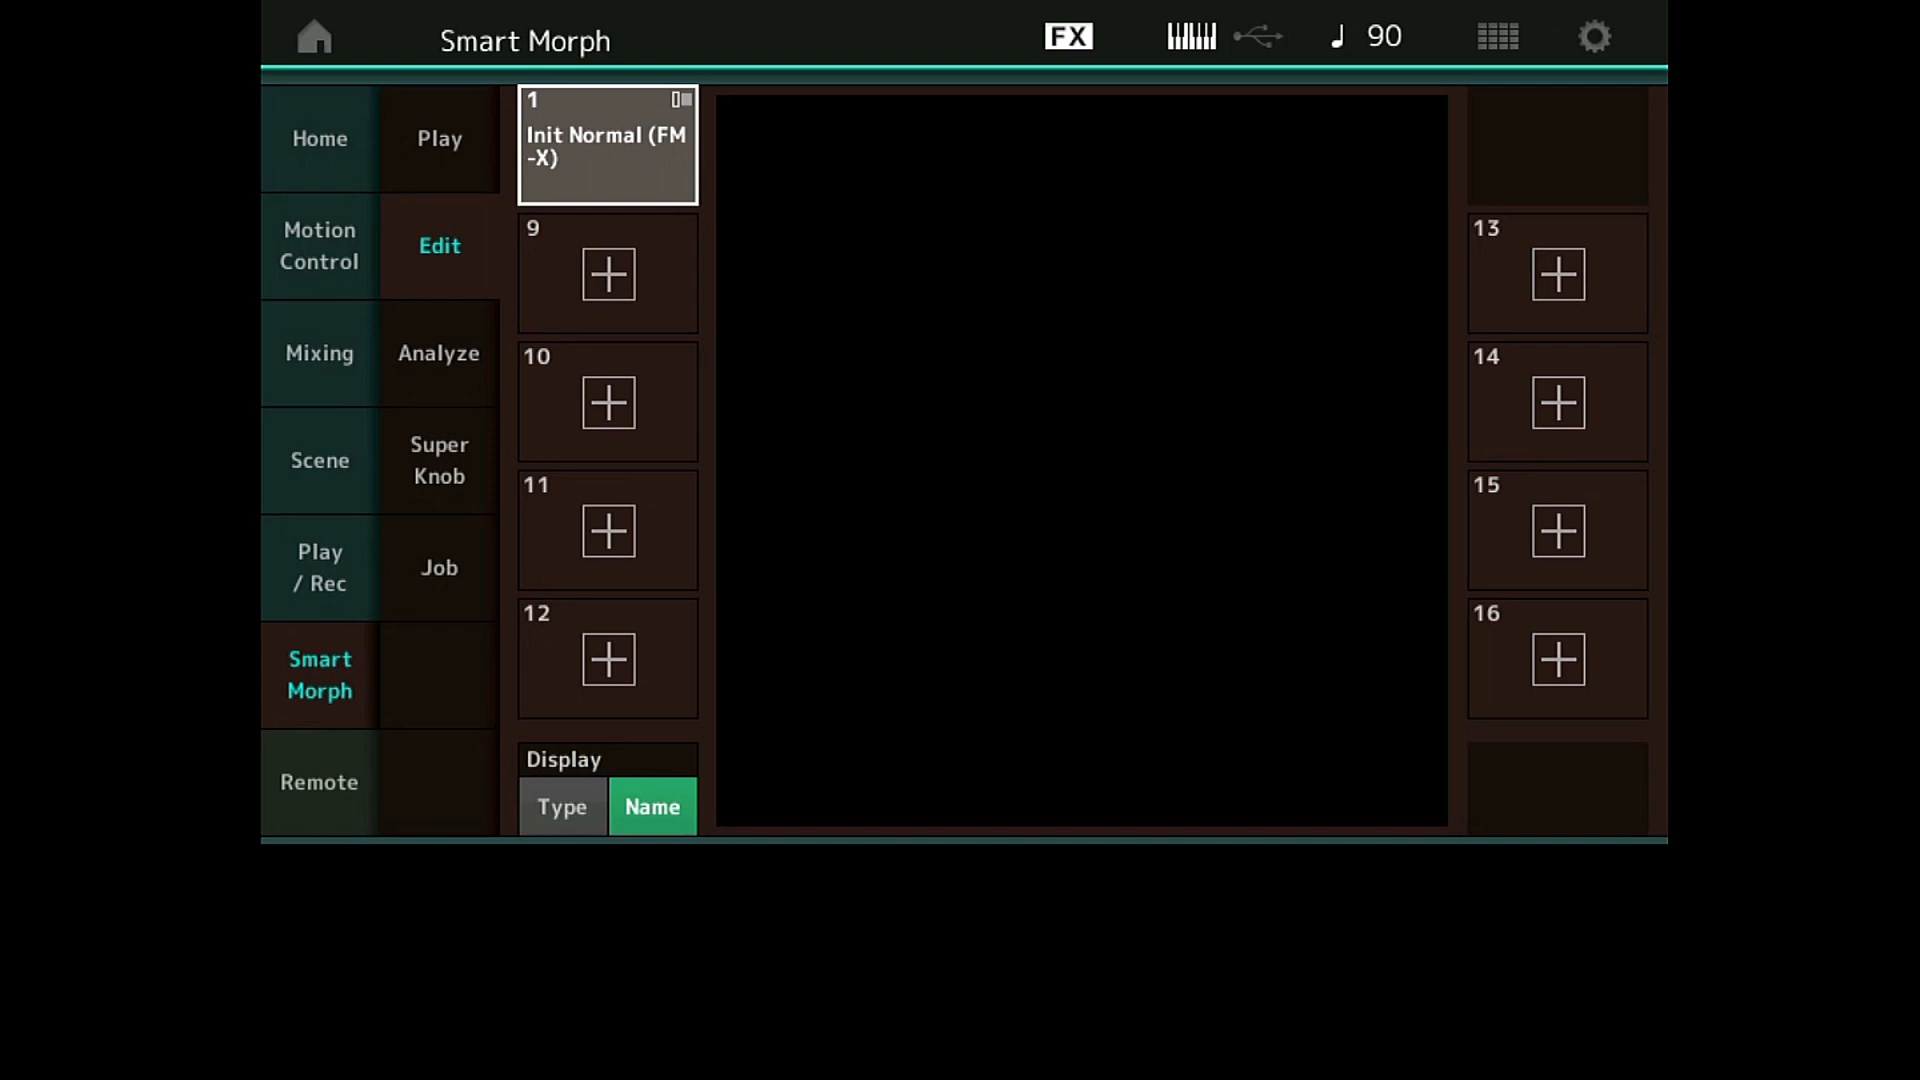 Smart Morph
FX
90
Home
Motion
Control
Mixing
Scene
Play
/ Rec
Smart
Morph
Remote
Play
Edit
Analyze
Super
Knob
Job
1
Init Normal (FM
-X)
9
10
11
12
Display
Type
Name
13
14
15
16